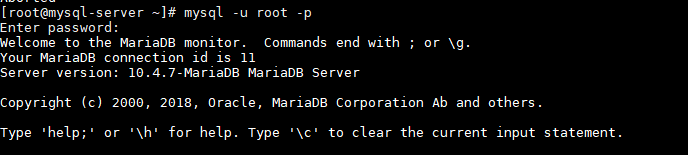 Aborted
[root@mysql-server ~]# mysql -u root -p
Enter password:
Welcome to the MariaDB monitor.  Commands end with ; or \g.
Your MariaDB connection id is 11
Server version: 10.4.7-MariaDB MariaDB Server
Copyright (c) 2000, 2018, Oracle, MariaDB Corporation Ab and others.
Type 'help;' or '\h' for help. Type '\c' to clear the current input statement.